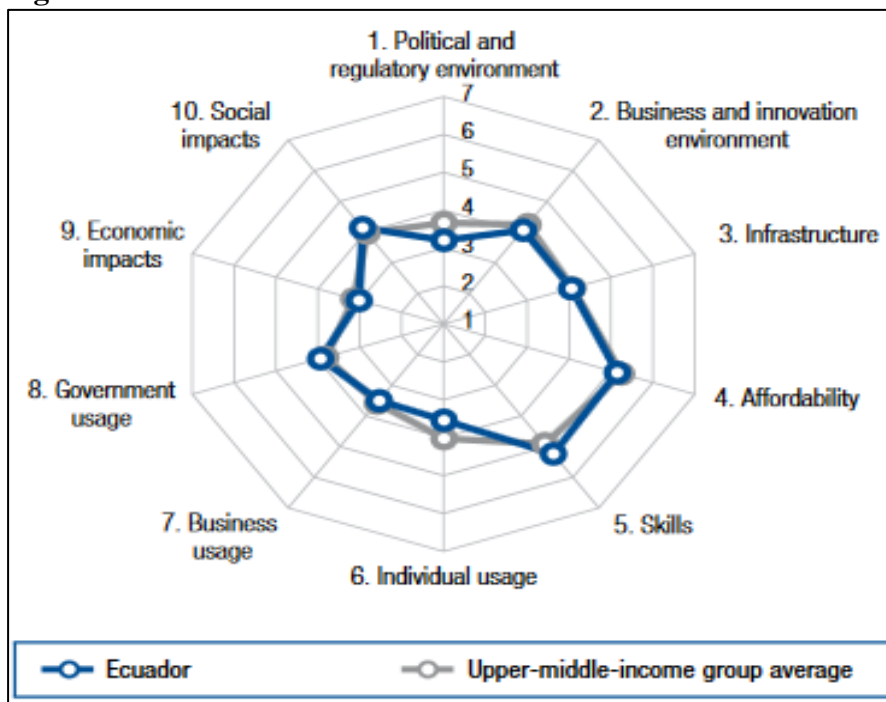 1. Political and
regulatory environment
7
6
5
4
3
2
1
2. Business and innovation
environment
3. Infrastructure
4. Affordability
5. Skills
6. Individual usage
7. Business
usage
8. Government
usage
9. Economic
impacts
10. Social
impacts
Ecuador
Upper-middle-income group average